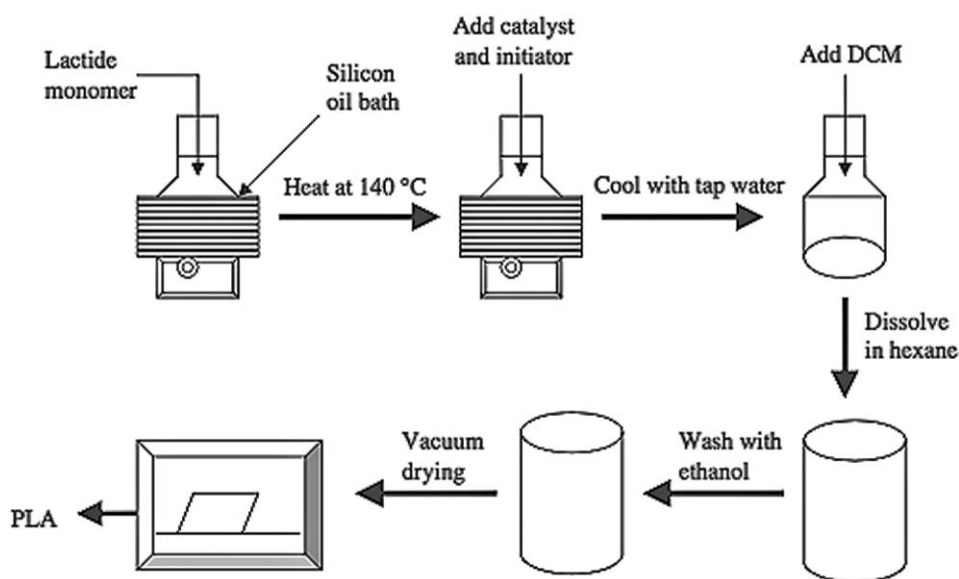 Lactide
monomer
Silicon
oil bath
Heat at 140 °C
Add catalyst
and initiator
Cool with tap water
Add DCM
Dissolve
in hexane
Wash with
ethanol
Vacuum
drying
PLA